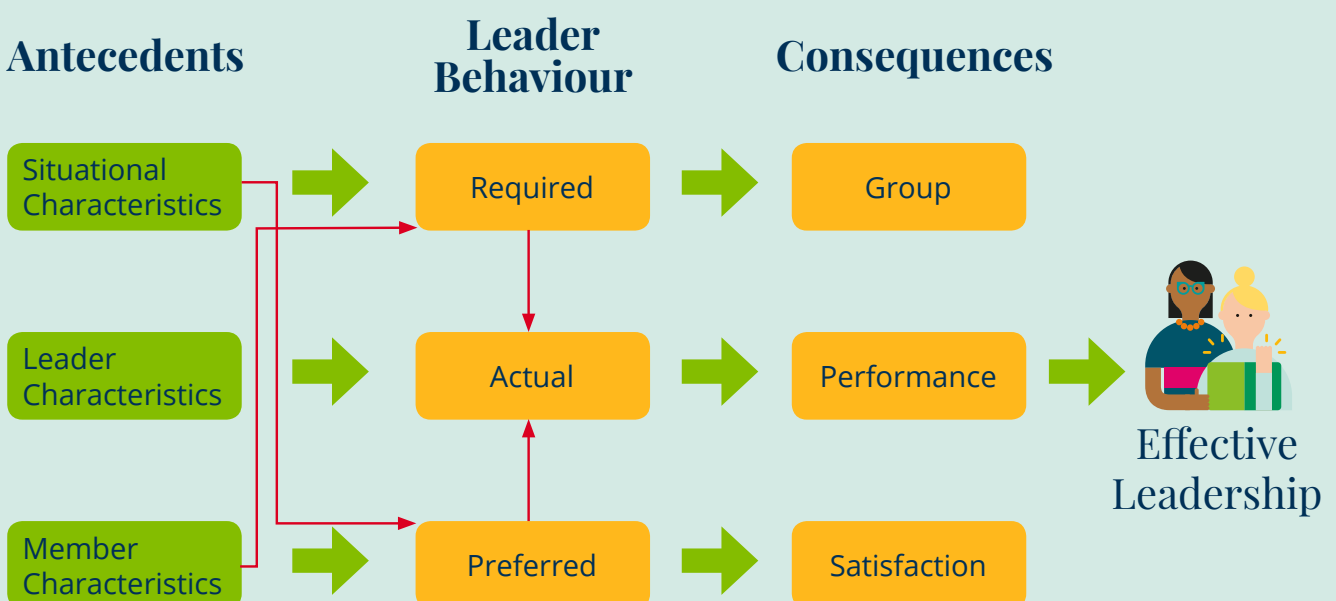 Antecedents
Leader
Behaviour
Consequences
Situational
Characteristics
Required
Group
Leader
Characteristics
Actual
Performance
Effective
Leadership
Member
Characteristics
Preferred
Satisfaction